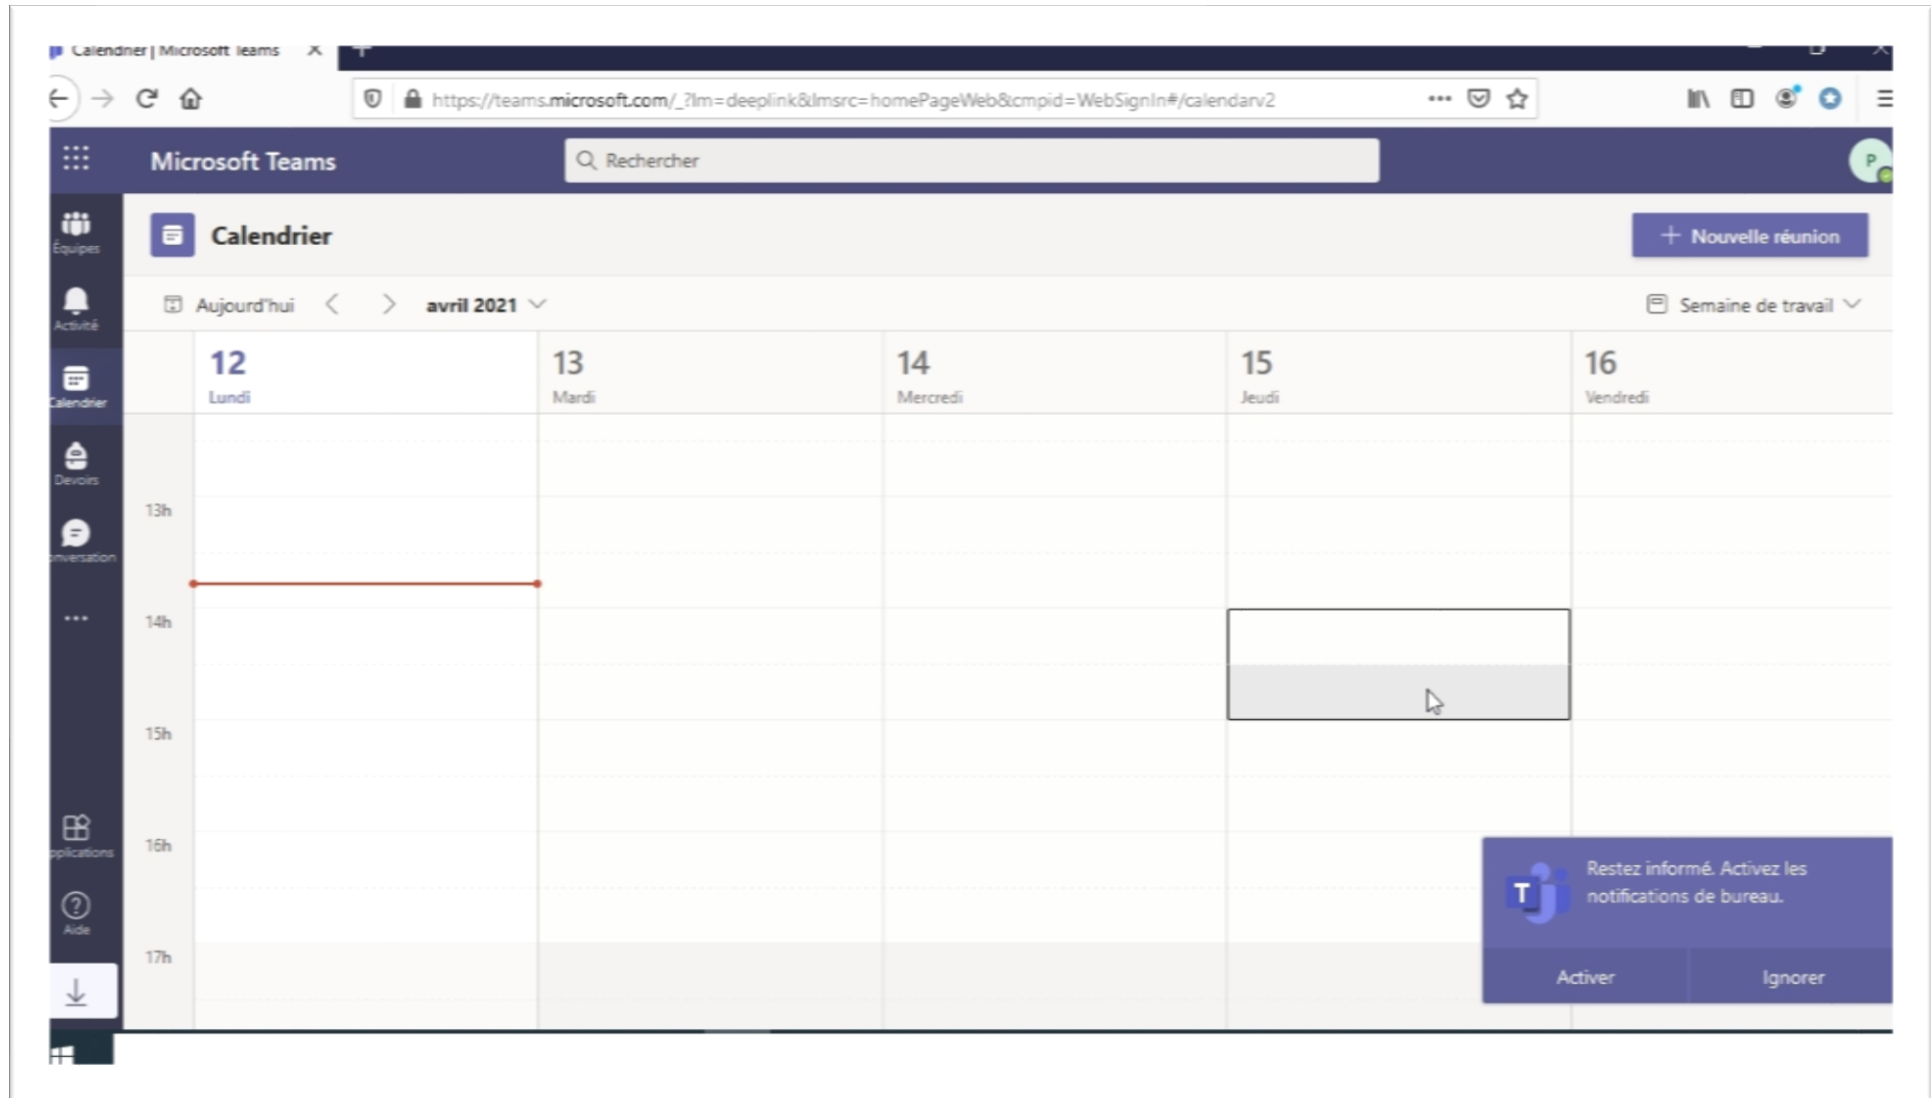 Calendrier | Microsoft Teams
https://teams.microsoft.com/_?lm=deeplink&lmsrc=homePageWeb&cmpid=WebSignIn#/calendarv2
Microsoft Teams
Rechercher
P
Équipes
Calendrier
+ Nouvelle réunion
Activité
Aujourd'hui
avril 2021
Semaine de travail
Calendrier
12
13
14
15
16
Lundi
Mardi
Mercredi
Jeudi
Vendredi
Devoirs
13h
onversation
14h
15h
pplications
16h
Restez informé. Activez les
notifications de bureau.
T
Aide
17h
Activer
Ignorer